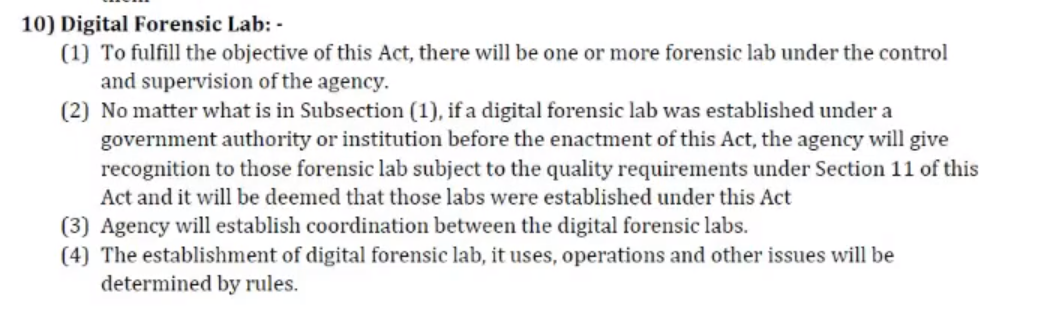 10) Digital Forensic Lab: -
(1) To fulfill the objective of this Act, there will be one or more forensic lab under the control
and supervision of the agency.
(2) No matter what is in Subsection (1), if a digital forensic lab was established under a
government authority or institution before the enactment of this Act, the agency will give
recognition to those forensic lab subject to the quality requirements under Section 11 of this
Act and it will be deemed that those labs were established under this Act
(3) Agency will establish coordination between the digital forensic labs.
(4) The establishment of digital forensic lab, it uses, operations and other issues will be
determined by rules.